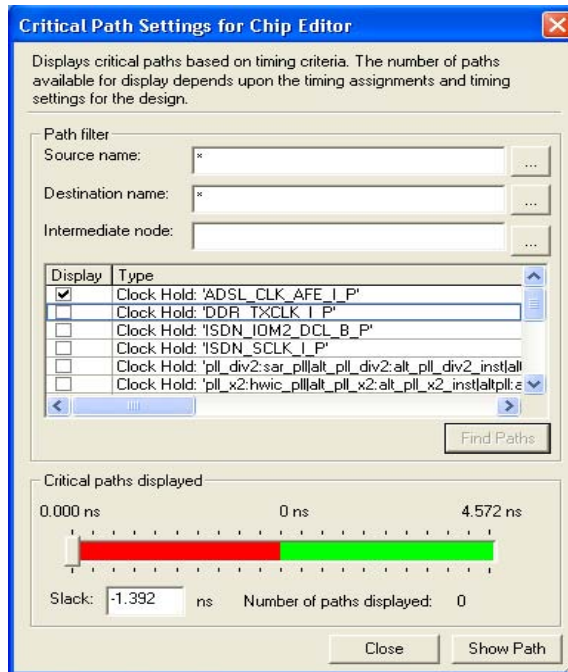 Critical Path Settings for Chip Editor
Displays critical paths based on timing criteria. The number of paths
available for display depends upon the timing assignments and timing
settings for the design.
Path filter
Source name:
*
...
Destination name:
*
...
Intermediate node:
...
Display Type
Clock Hold: 'ADSL_CLK_AFE_I_P'
Clock Hold: 'DDR_TXCLK_I_P'
Clock Hold: 'ISDN_IOM2_DCL_B_P'
Clock Hold: 'ISDN_SCLK_I_P'
Clock Hold: 'pll_div2:sar_pll|alt_pll_div2:alt_pll_div2_inst|alt
Clock Hold: 'pll_x2:hwic_pll|alt_pll_x2:alt_pll_x2_inst|altpll:a
Find Paths
Critical paths displayed
0.000 ns 0 ns 4.572 ns
Slack: -1.392 ns Number of paths displayed: 0
Close Show Path